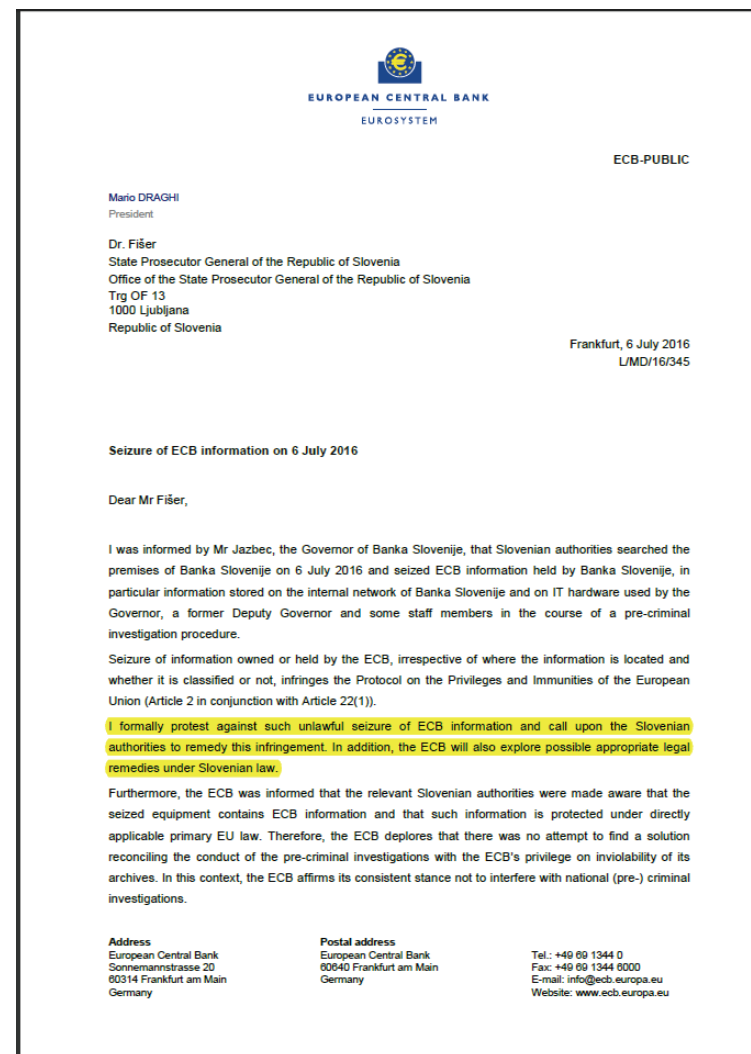 EUROPEAN CENTRAL BANK
EUROSYSTEM
ECB-PUBLIC
Mario DRAGHI
President
Dr. Fišer
State Prosecutor General of the Republic of Slovenia
Office of the State Prosecutor General of the Republic of Slovenia
Trg OF 13
1000 Ljubljana
Republic of Slovenia
Frankfurt, 6 July 2016
L/MD/16/345
Seizure of ECB information on 6 July 2016
Dear Mr Fišer,
I was informed by Mr Jazbec, the Governor of Banka Slovenije, that Slovenian authorities searched the
premises of Banka Slovenije on 6 July 2016 and seized ECB information held by Banka Slovenije, in
particular information stored on the internal network of Banka Slovenije and on IT hardware used by the
Governor, a former Deputy Governor and some staff members in the course of a pre-criminal
investigation procedure.
Seizure of information owned or held by the ECB, irrespective of where the information is located and
whether it is classified or not, infringes the Protocol on the Privileges and Immunities of the European
Union (Article 2 in conjunction with Article 22(1)).
I formally protest against such unlawful seizure of ECB information and call upon the Slovenian
authorities to remedy this infringement. In addition, the ECB will also explore possible appropriate legal
remedies under Slovenian law.
Furthermore, the ECB was informed that the relevant Slovenian authorities were made aware that the
seized equipment contains ECB information and that such information is protected under directly
applicable primary EU law. Therefore, the ECB deplores that there was no attempt to find a solution
reconciling the conduct of the pre-criminal investigations with the ECB's privilege on inviolability of its
archives. In this context, the ECB affirms its consistent stance not to interfere with national (pre-) criminal
investigations.
Address
European Central Bank
Sonnemannstrasse 20
60314 Frankfurt am Main
Germany
Postal address
European Central Bank
60640 Frankfurt am Main
Germany
Tel.: +49 69 1344 0
Fax: +49 69 1344 6000
E-mail: info@ecb.europa.eu
Website: www.ecb.europa.eu